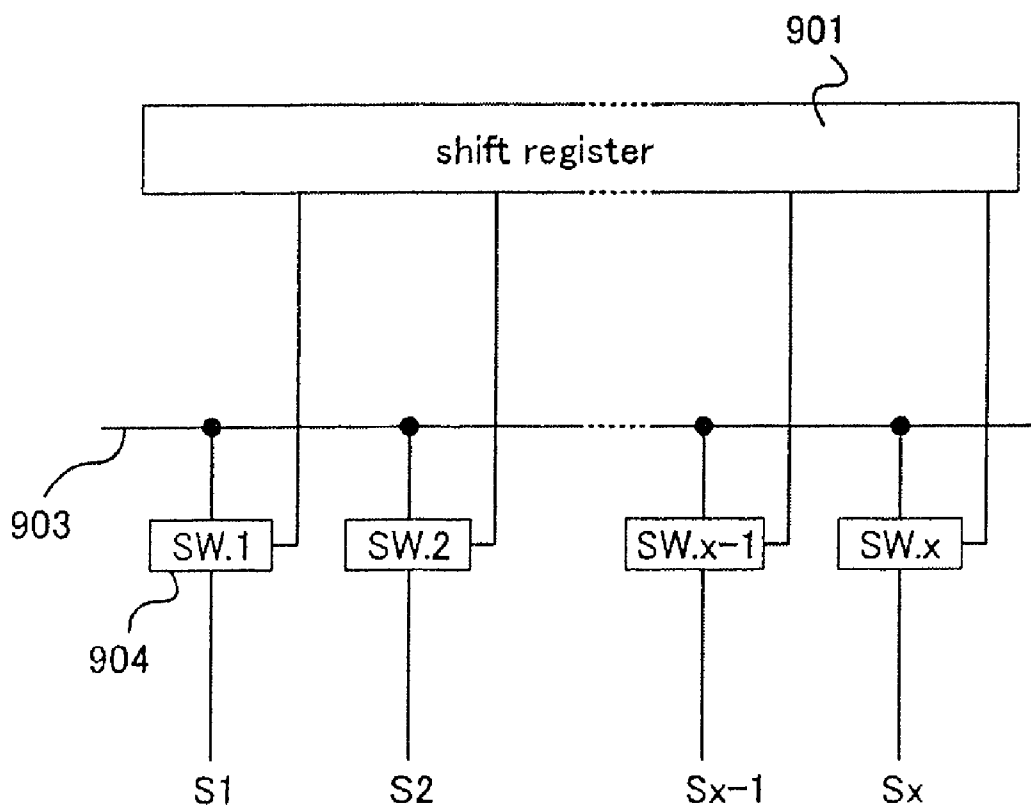 901
shift register
903
SW.1 SW.2 SW.x-1 SW.x
904
S1 S2 Sx-1 Sx